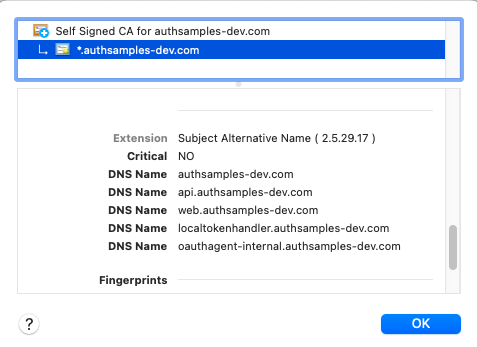 Self Signed CA for authsamples-dev.com
*.authsamples-dev.com
Extension Subject Alternative Name ( 2.5.29.17 )
Critical NO
DNS Name authsamples-dev.com
DNS Name api.authsamples-dev.com
DNS Name web.authsamples-dev.com
DNS Name localtokenhandler.authsamples-dev.com
DNS Name oauthagent-internal.authsamples-dev.com
Fingerprints
? OK